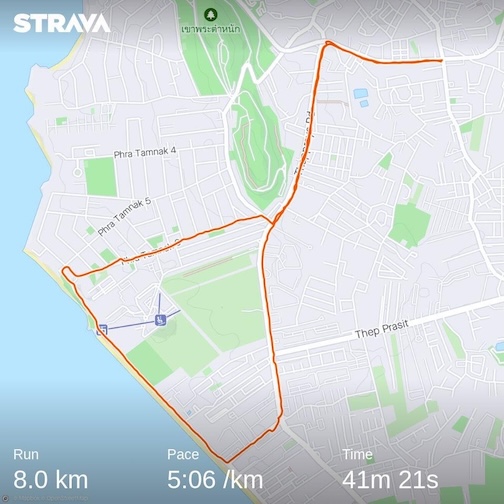 STRAVA
เขาพระตำหนัก
Phra Tamnak 4
Phra Tamnak 5
Thep Prasit
Run
Pace
Time
8.0 km
5:06 /km
41m 21s